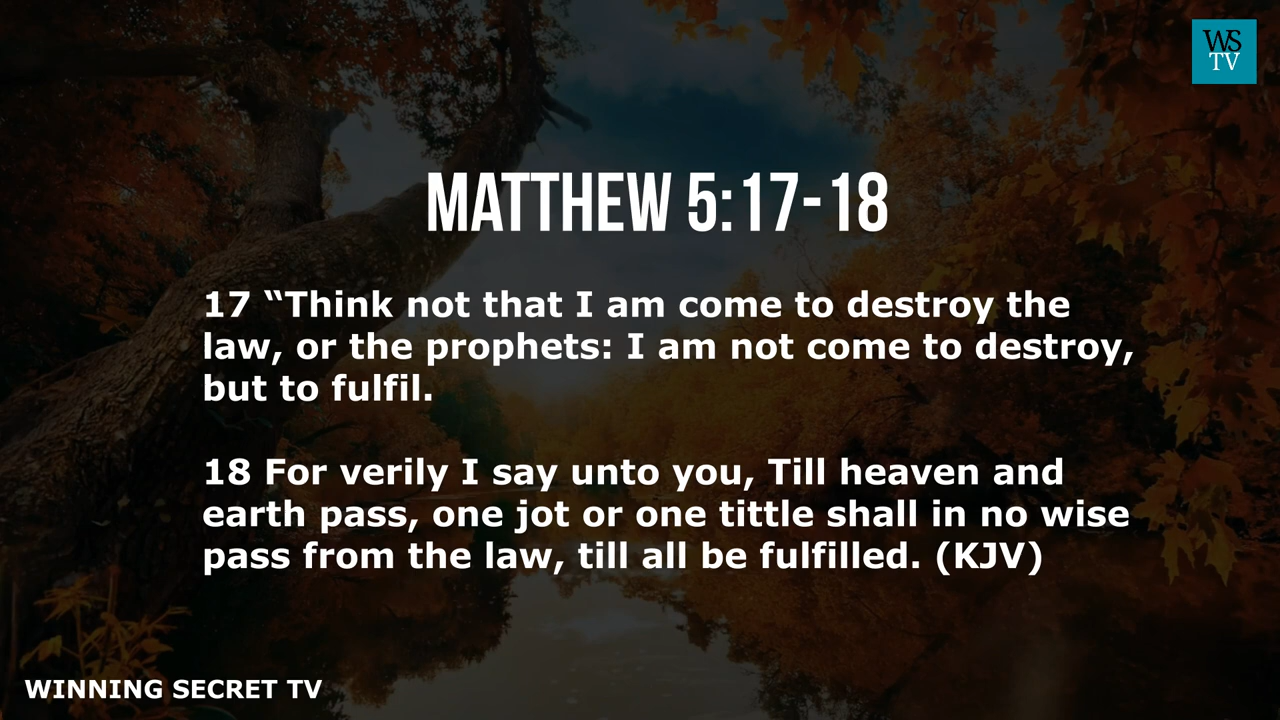 WS
TV
MATTHEW 5:17-18
17 “Think not that I am come to destroy the
law, or the prophets: I am not come to destroy,
but to fulfil.
18 For verily I say unto you, Till heaven and
earth pass, one jot or one tittle shall in no wise
pass from the law, till all be fulfilled. (KJV)
WINNING SECRET TV